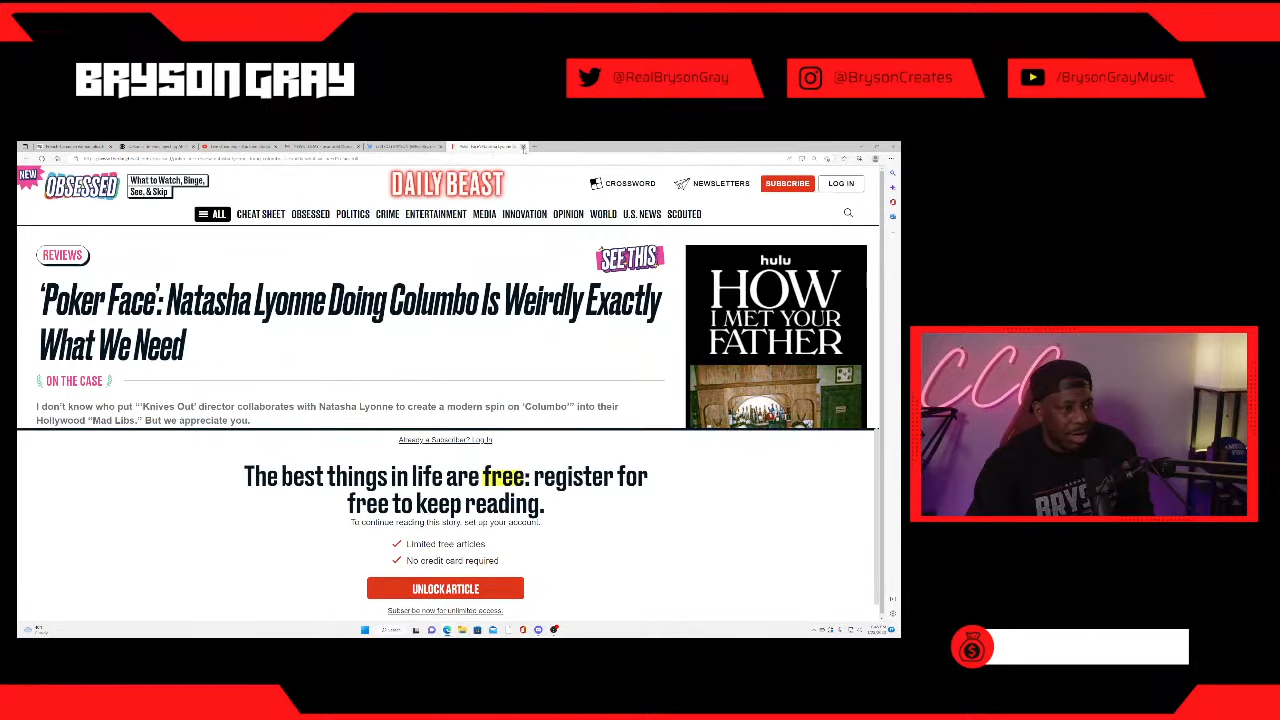 BRYSON GRAY
@RealBrysonGray
@BrysonCreates
/BrysonGrayMusic
NEW
OBSESSED
What to Watch, Binge,
See, & Skip
DAILY BEAST
CROSSWORD
NEWSLETTERS
SUBSCRIBE
LOG IN
ALL
CHEAT SHEET
OBSESSED
POLITICS
CRIME
ENTERTAINMENT
MEDIA
INNOVATION
OPINION
WORLD
U.S. NEWS
SCOUTED
REVIEWS
SEE THIS
‘Poker Face’: Natasha Lyonne Doing Columbo Is Weirdly Exactly
What We Need
ON THE CASE
I don’t know who put “‘Knives Out’ director collaborates with Natasha Lyonne to create a modern spin on ‘Columbo’” into their
Hollywood “Mad Libs.” But we appreciate you.
hulu
HOW
I MET YOUR
FATHER
Already a Subscriber? Log In
The best things in life are free: register for
free to keep reading.
To continue reading this story, set up your account.
Limited free articles
No credit card required
UNLOCK ARTICLE
Subscribe now for unlimited access.
CCC
BRYS